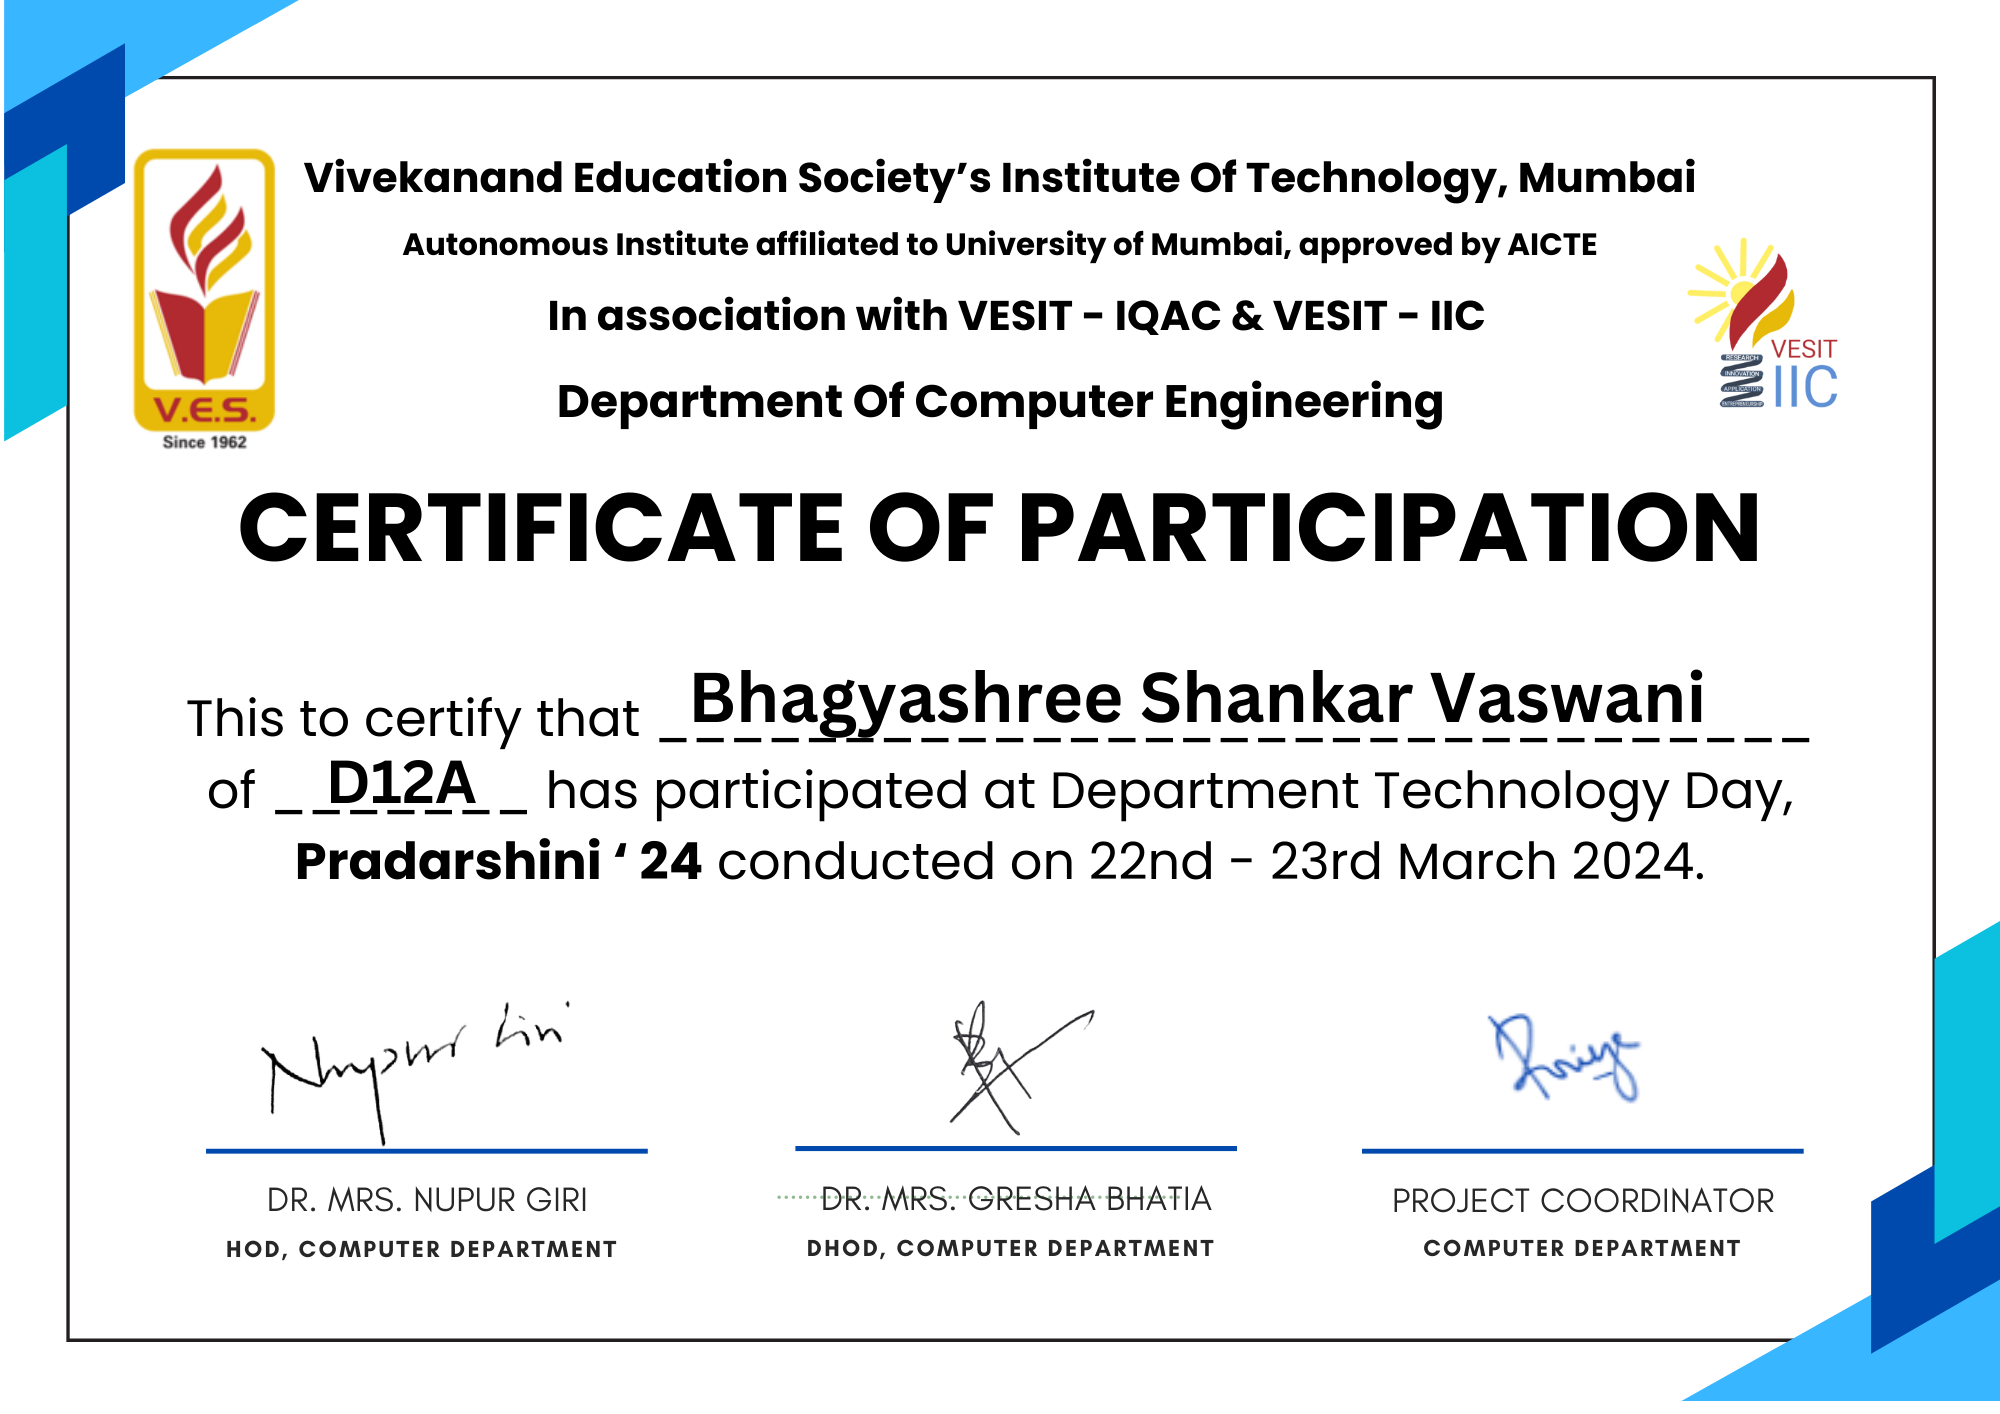 Vivekanand Education Society’s Institute Of Technology, Mumbai
Autonomous Institute affiliated to University of Mumbai, approved by AICTE
In association with VESIT - IQAC & VESIT - IIC
Department Of Computer Engineering
V.E.S.
Since 1962
RESEARCH
INNOVATION
APPLICATION
ENTREPRENEURSHIP
VESIT
IIC
CERTIFICATE OF PARTICIPATION
This to certify that Bhagyashree Shankar Vaswani
of D12A has participated at Department Technology Day,
Pradarshini ‘ 24 conducted on 22nd - 23rd March 2024.
Nupur Giri
Priya
DR. MRS. NUPUR GIRI
HOD, COMPUTER DEPARTMENT
DR. MRS. GRESHA BHATIA
DHOD, COMPUTER DEPARTMENT
PROJECT COORDINATOR
COMPUTER DEPARTMENT